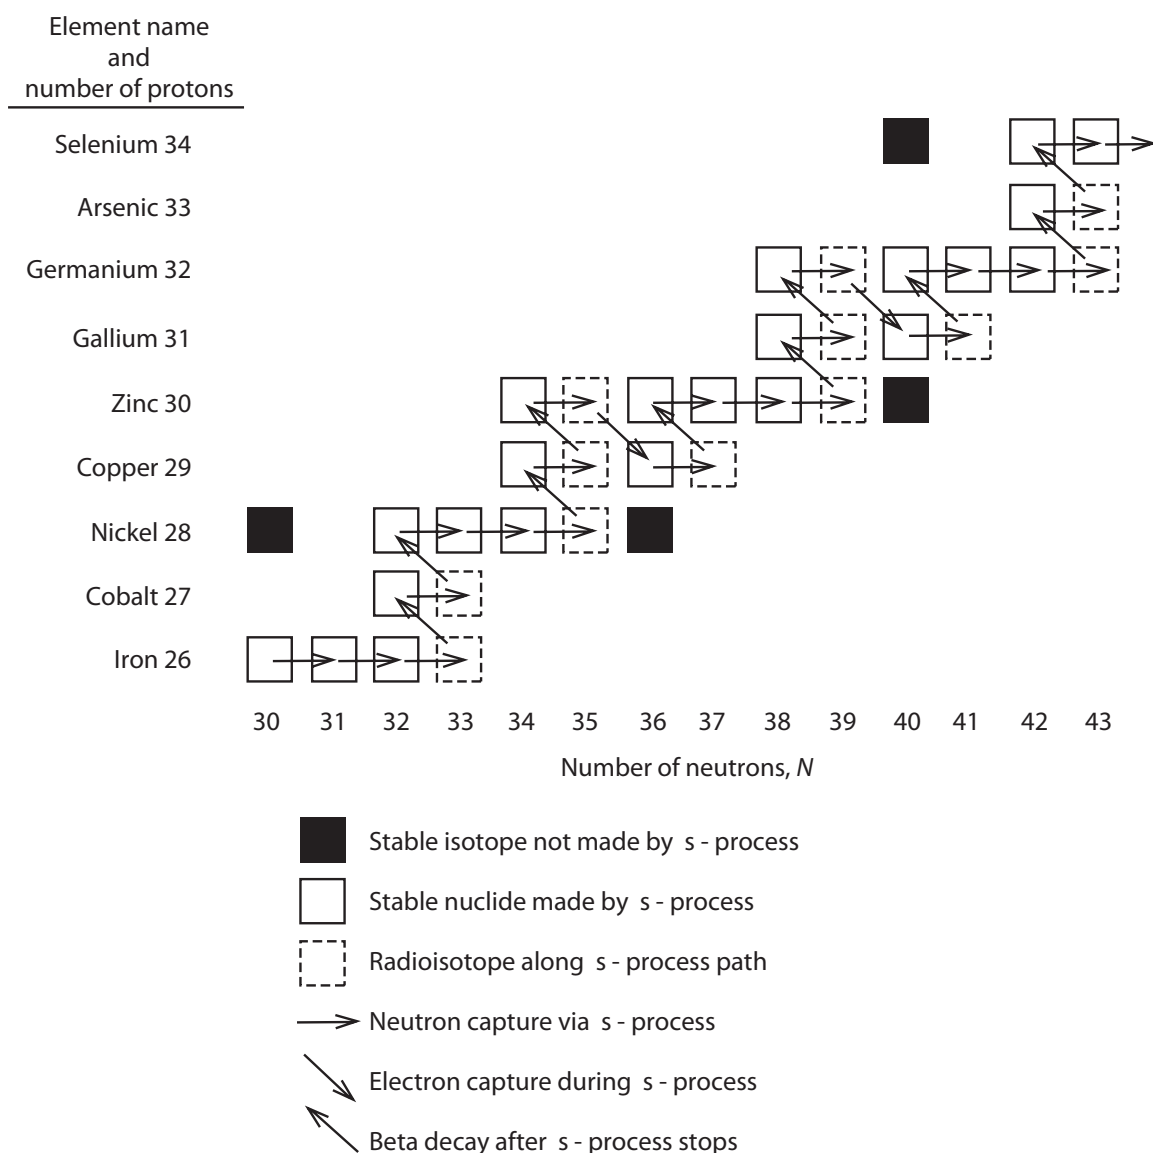 Element name
and
number of protons
Selenium 34
Arsenic 33
Germanium 32
Gallium 31
Zinc 30
Copper 29
Nickel 28
Cobalt 27
Iron 26
30 31 32 33 34 35 36 37 38 39 40 41 42 43
Number of neutrons, N
Stable isotope not made by s - process
Stable nuclide made by s - process
Radioisotope along s - process path
Neutron capture via s - process
Electron capture during s - process
Beta decay after s - process stops